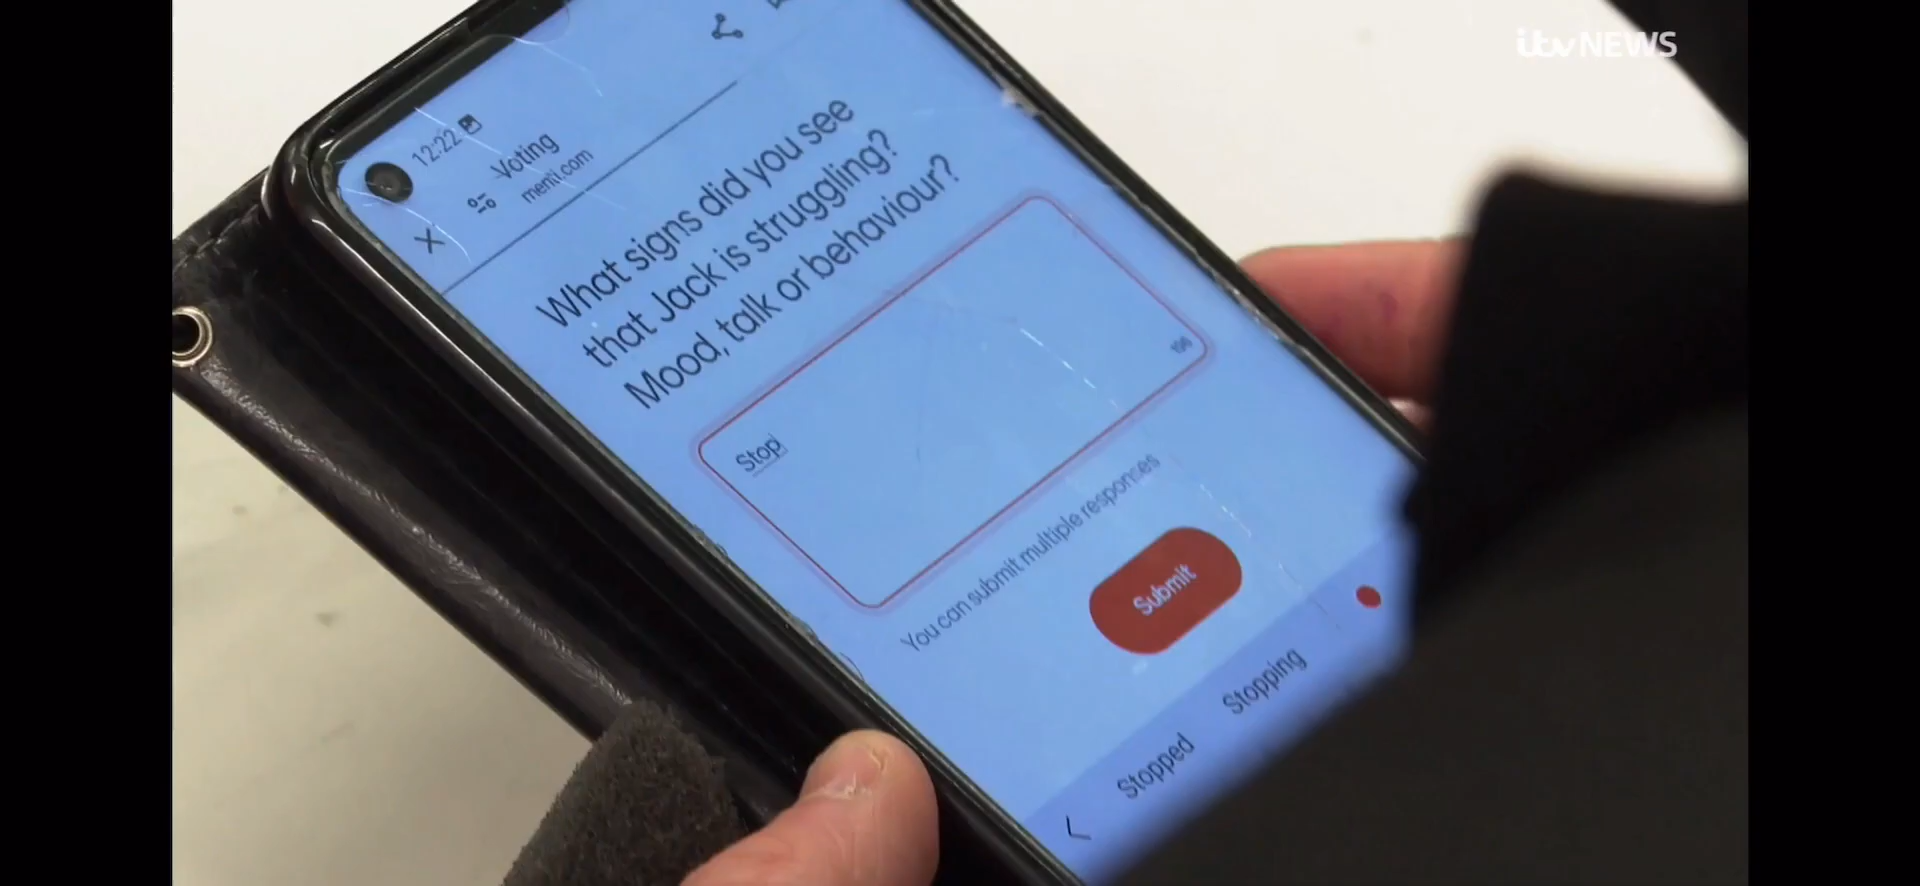 itv NEWS
12:22
Voting
menti.com
What signs did you see
that Jack is struggling?
Mood, talk or behaviour?
196
Stop
You can submit multiple responses
Submit
Stopped
Stopping